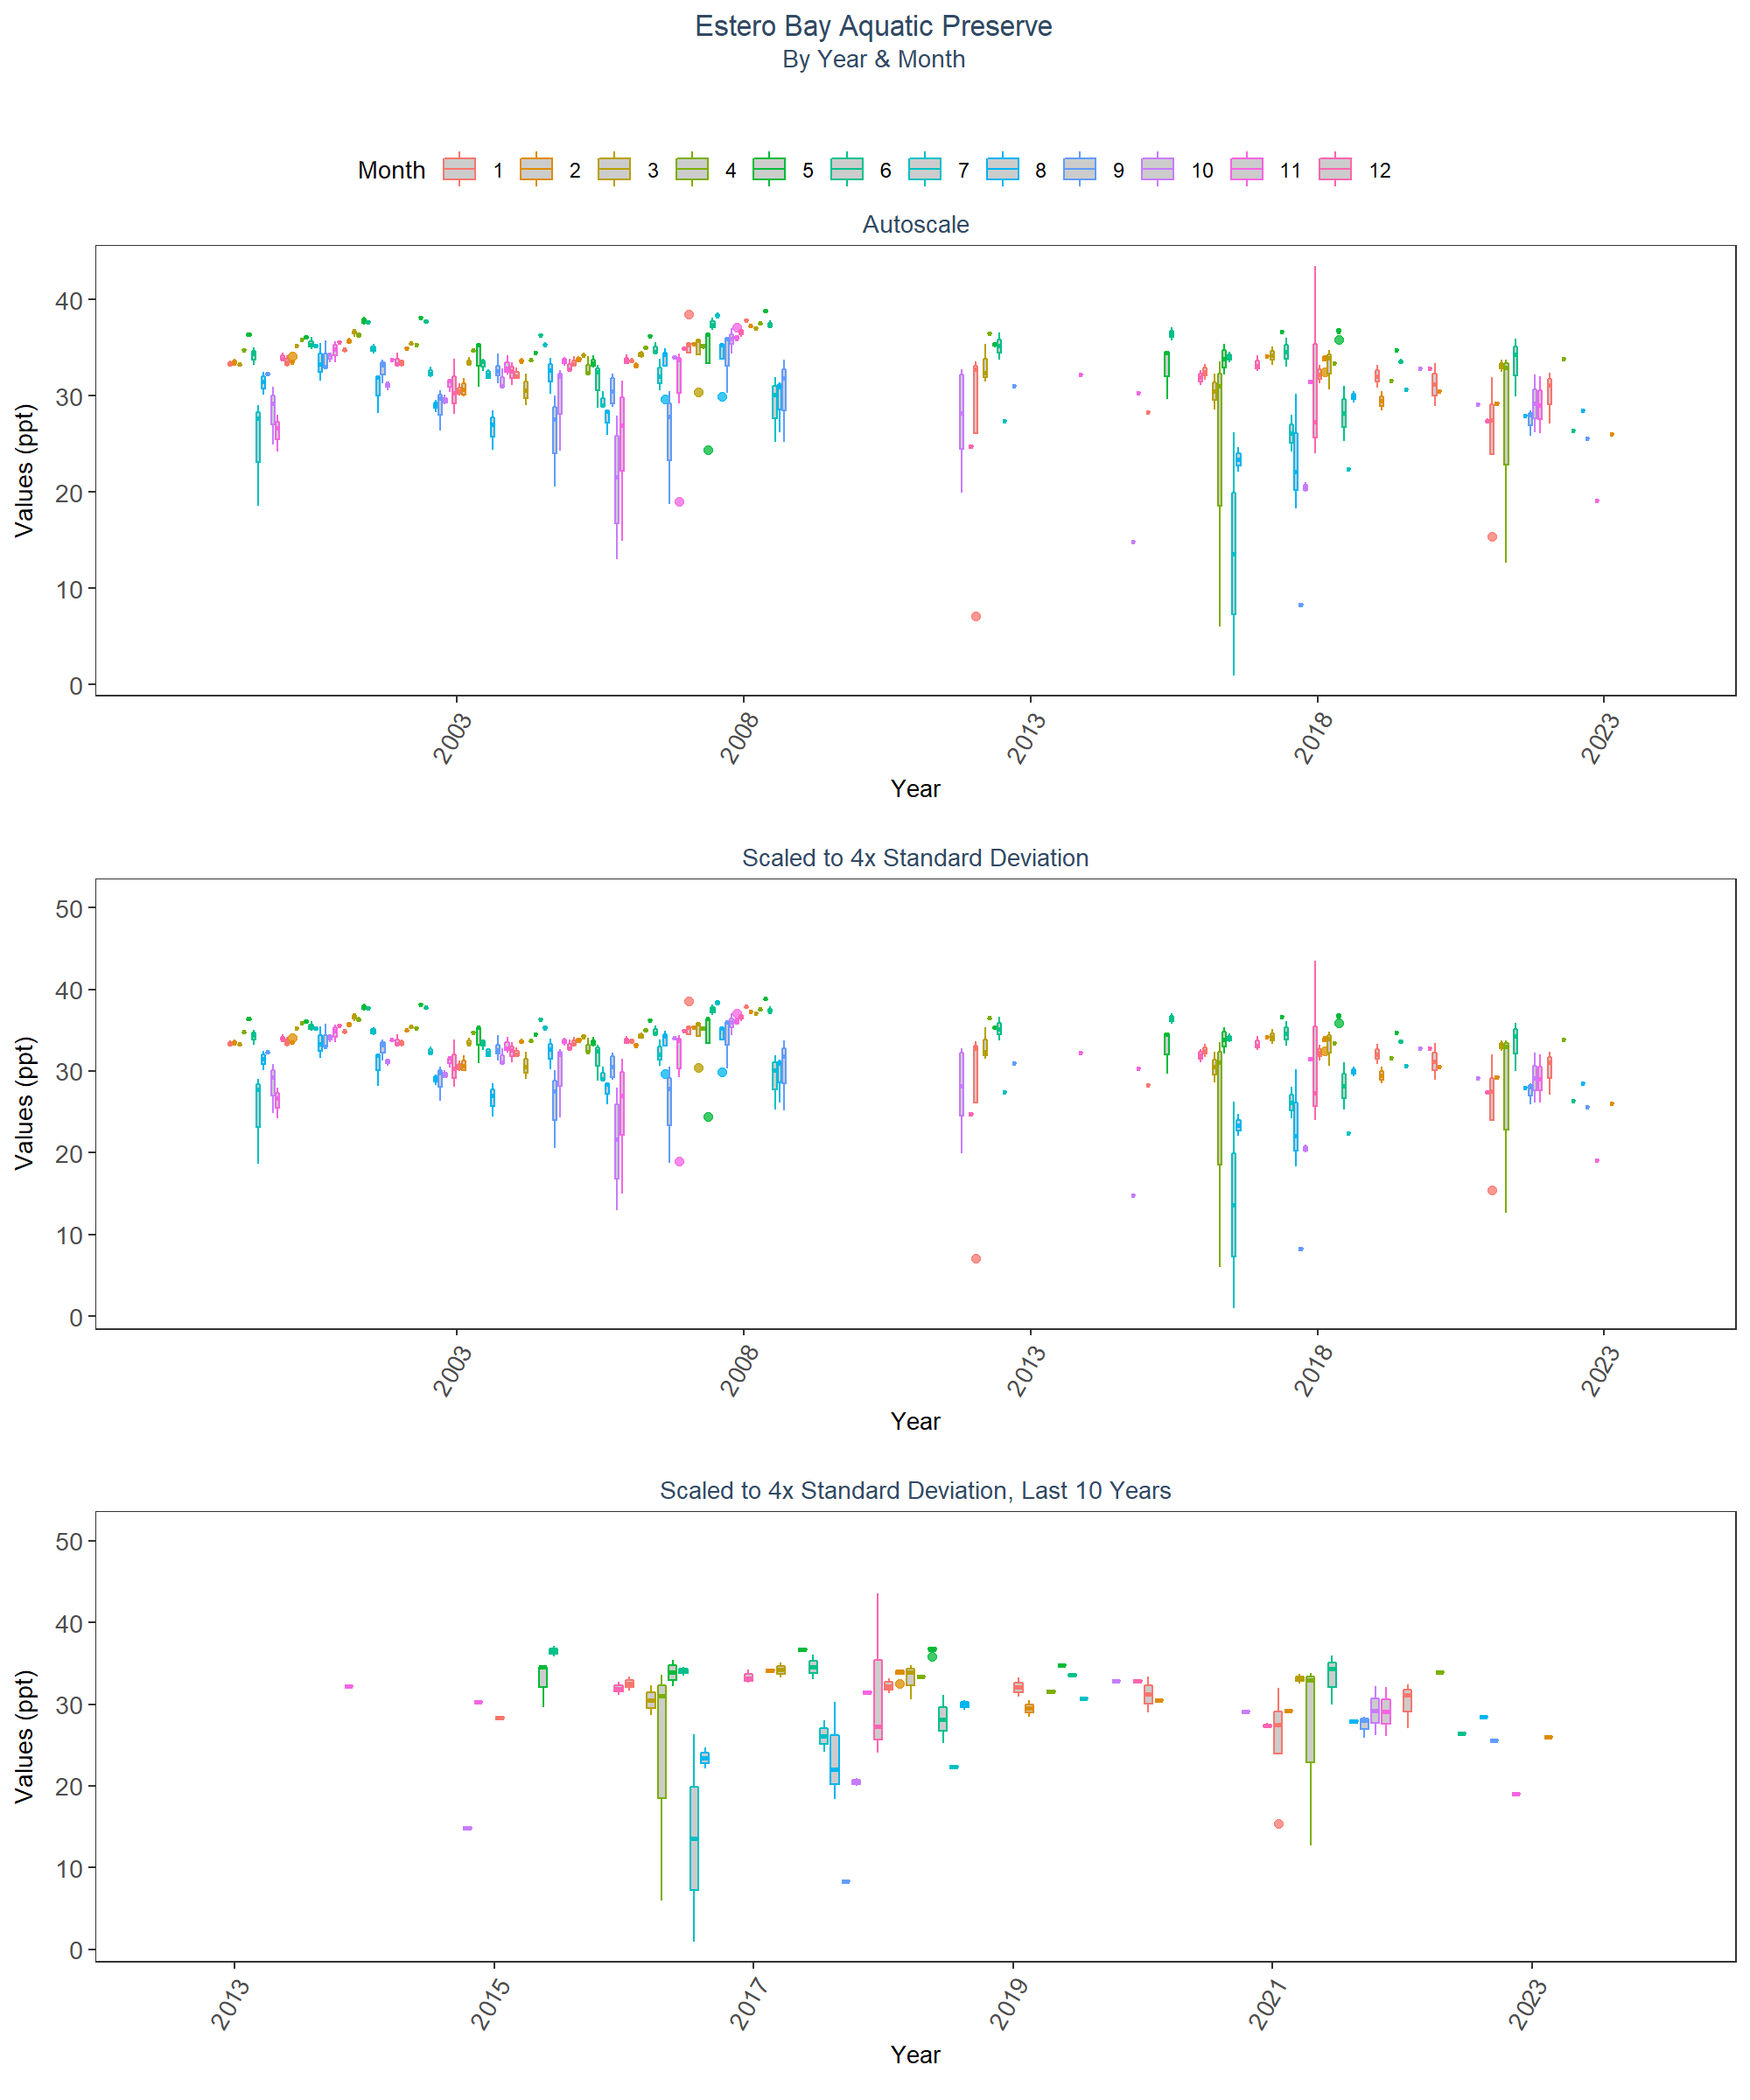 Estero Bay Aquatic Preserve
By Year & Month
Month 1 2 3 4 5 6 7 8 9 10 11 12
Autoscale
Values (ppt)
40
30
20
10
0
2003 2008 2013 2018 2023
Year
Scaled to 4x Standard Deviation
Values (ppt)
50
40
30
20
10
0
2003 2008 2013 2018 2023
Year
Scaled to 4x Standard Deviation, Last 10 Years
Values (ppt)
50
40
30
20
10
0
2013 2015 2017 2019 2021 2023
Year